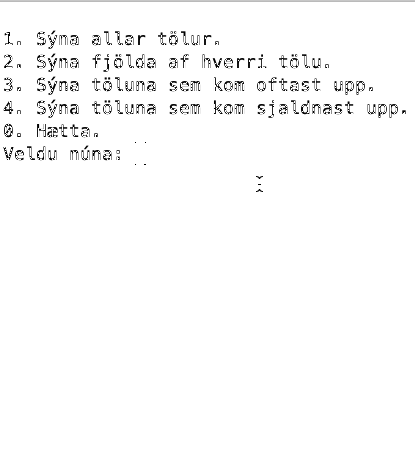 1. Sýna allar tölur.
2. Sýna fjölda af hverri tölu.
3. Sýna töluna sem kom oftast upp.
4. Sýna töluna sem kom sjaldnast upp.
0. Hætta.
Veldu núna: